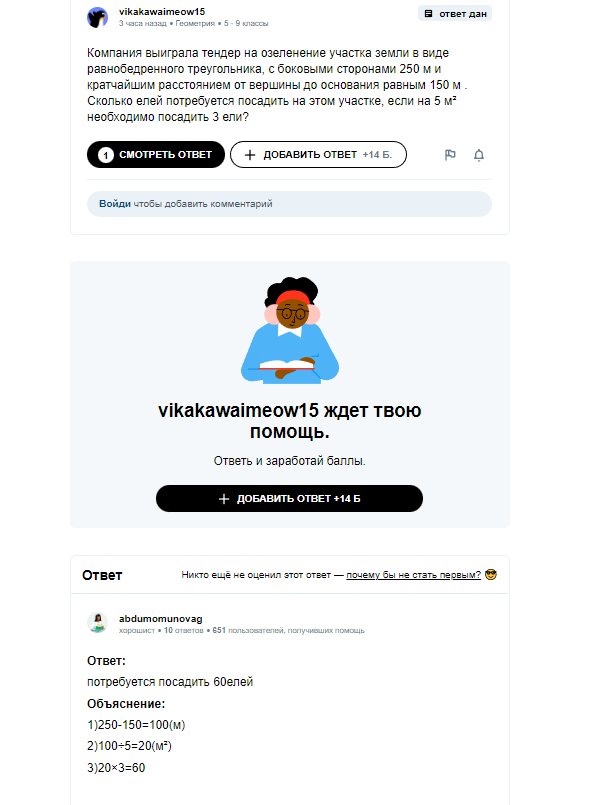 vikakawaimeow15
ответ дан
3 часа назад • Геометрия • 5 - 9 классы
Компания выиграла тендер на озеленение участка земли в виде
равнобедренного треугольника, с боковыми сторонами 250 м и
кратчайшим расстоянием от вершины до основания равным 150 м .
Сколько елей потребуется посадить на этом участке, если на 5 м²
необходимо посадить 3 ели?
1 СМОТРЕТЬ ОТВЕТ
+ ДОБАВИТЬ ОТВЕТ +14 Б.
Войди чтобы добавить комментарий
vikakawaimeow15 ждет твою
помощь.
Ответь и заработай баллы.
+ ДОБАВИТЬ ОТВЕТ +14 Б
Ответ
Никто ещё не оценил этот ответ — почему бы не стать первым? 😎
abdumomunovag
хорошист • 10 ответов • 651 пользователей, получивших помощь
Ответ:
потребуется посадить 60елей
Объяснение:
1)250-150=100(м)
2)100÷5=20(м²)
3)20×3=60